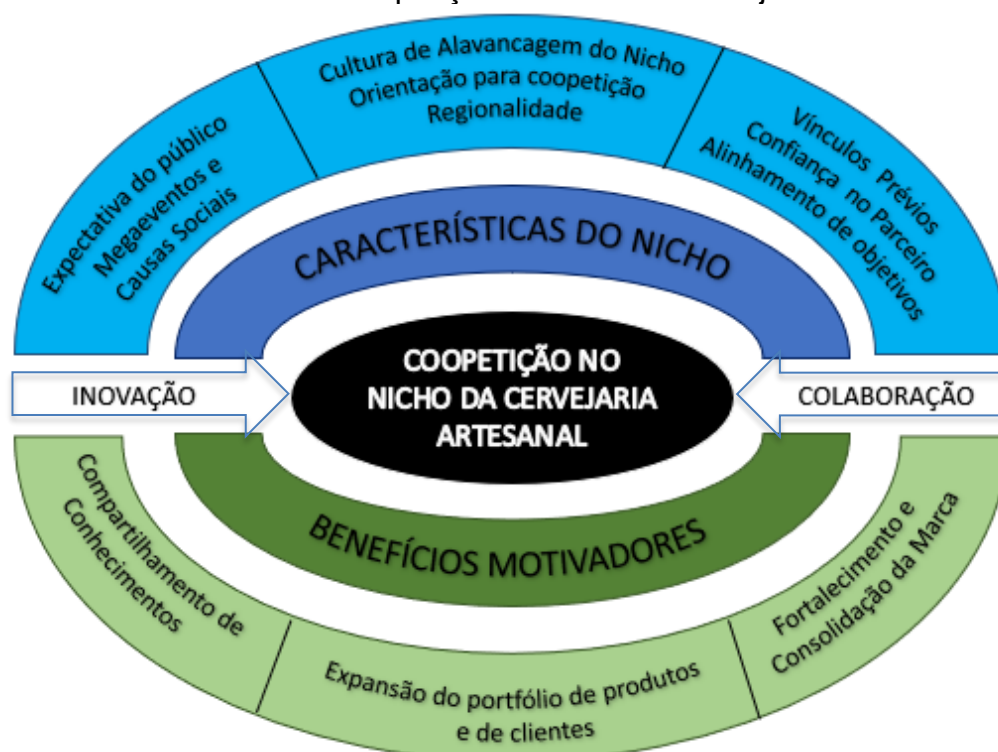 Cultura de Alavancagem do Nicho
Orientação para coopetição
Regionalidade
Expectativa do público
Megaeventos e
Causas Sociais
Vínculos Prévios
Confiança no Parceiro
Alinhamento de objetivos
CARACTERÍSTICAS DO NICHO
COOPETIÇÃO NO
NICHO DA CERVEJARIA
ARTESANAL
INOVAÇÃO
COLABORAÇÃO
BENEFÍCIOS MOTIVADORES
Compartilhamento de
Conhecimentos
Expansão do portfólio de produtos
e de clientes
Fortalecimento e
Consolidação da Marca